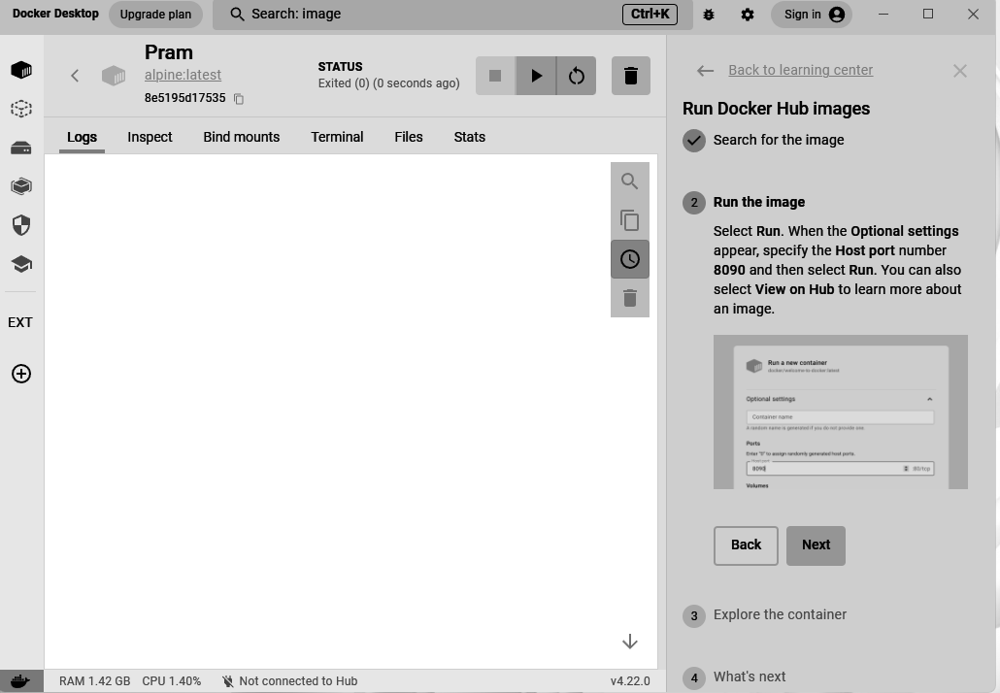 Docker Desktop
Upgrade plan
Search: image
Ctrl+K
Sign in
Pram
alpine:latest
8e5195d17535
STATUS
Exited (0) (0 seconds ago)
Logs
Inspect
Bind mounts
Terminal
Files
Stats
EXT
Back to learning center
Run Docker Hub images
Search for the image
2
Run the image
Select Run. When the Optional settings
appear, specify the Host port number
8090 and then select Run. You can also
select View on Hub to learn more about
an image.
Run a new container
docker/welcome-to-docker:latest
Optional settings
Container name
A random name is generated if you do not provide one.
Ports
Enter "0" to assign randomly generated host ports.
Host port
8090
80/tcp
Volumes
Back
Next
3
Explore the container
4
What's next
RAM 1.42 GB
CPU 1.40%
Not connected to Hub
v4.22.0